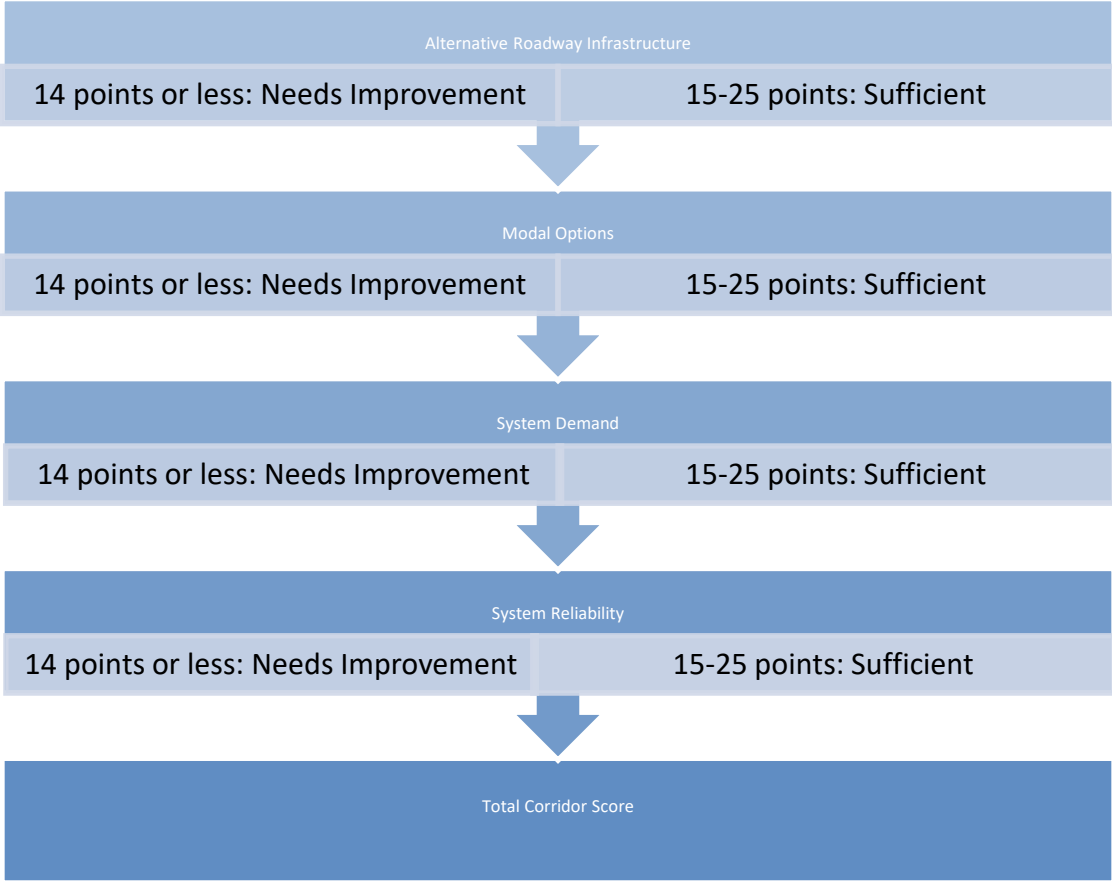 Alternative Roadway Infrastructure
14 points or less: Needs Improvement
15-25 points: Sufficient
Modal Options
14 points or less: Needs Improvement
15-25 points: Sufficient
System Demand
14 points or less: Needs Improvement
15-25 points: Sufficient
System Reliability
14 points or less: Needs Improvement
15-25 points: Sufficient
Total Corridor Score